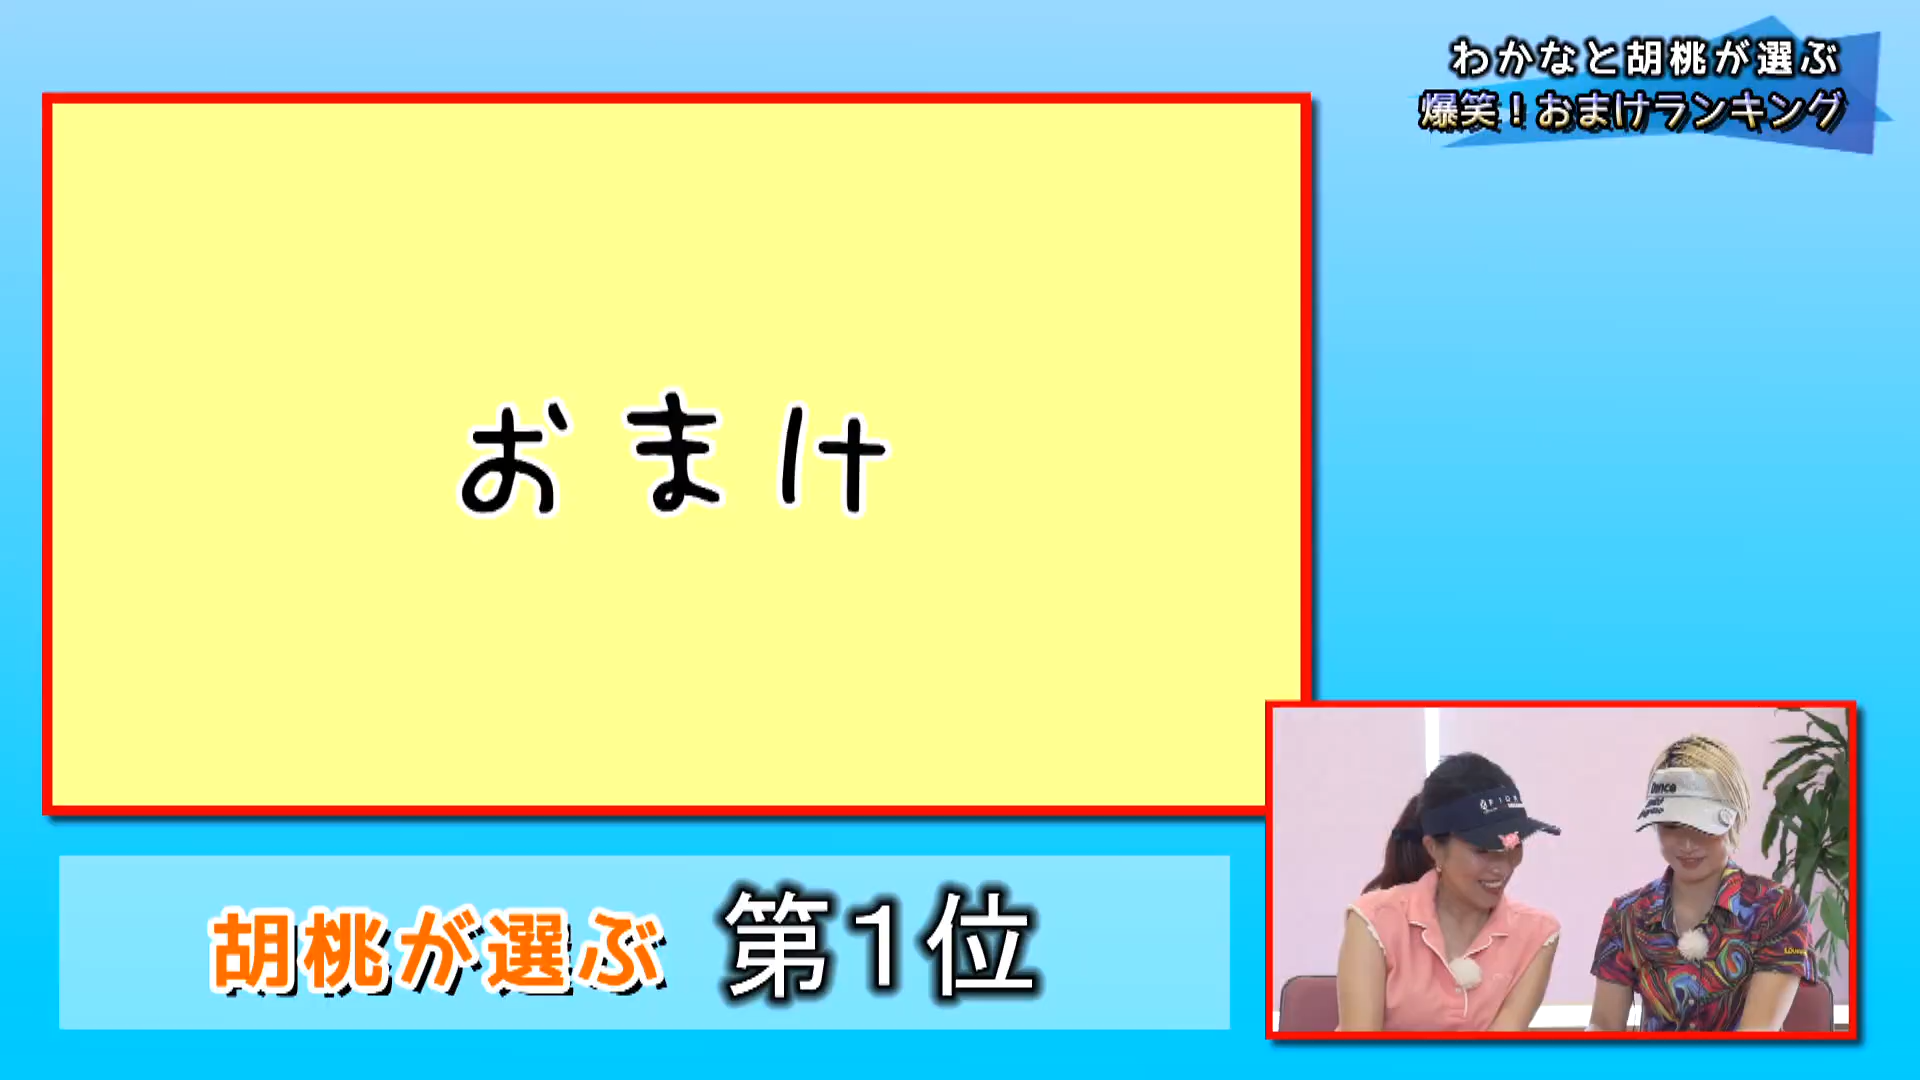 わかなと胡桃が選ぶ
爆笑！おまけランキング
おまけ
胡桃が選ぶ 第1位
Dance